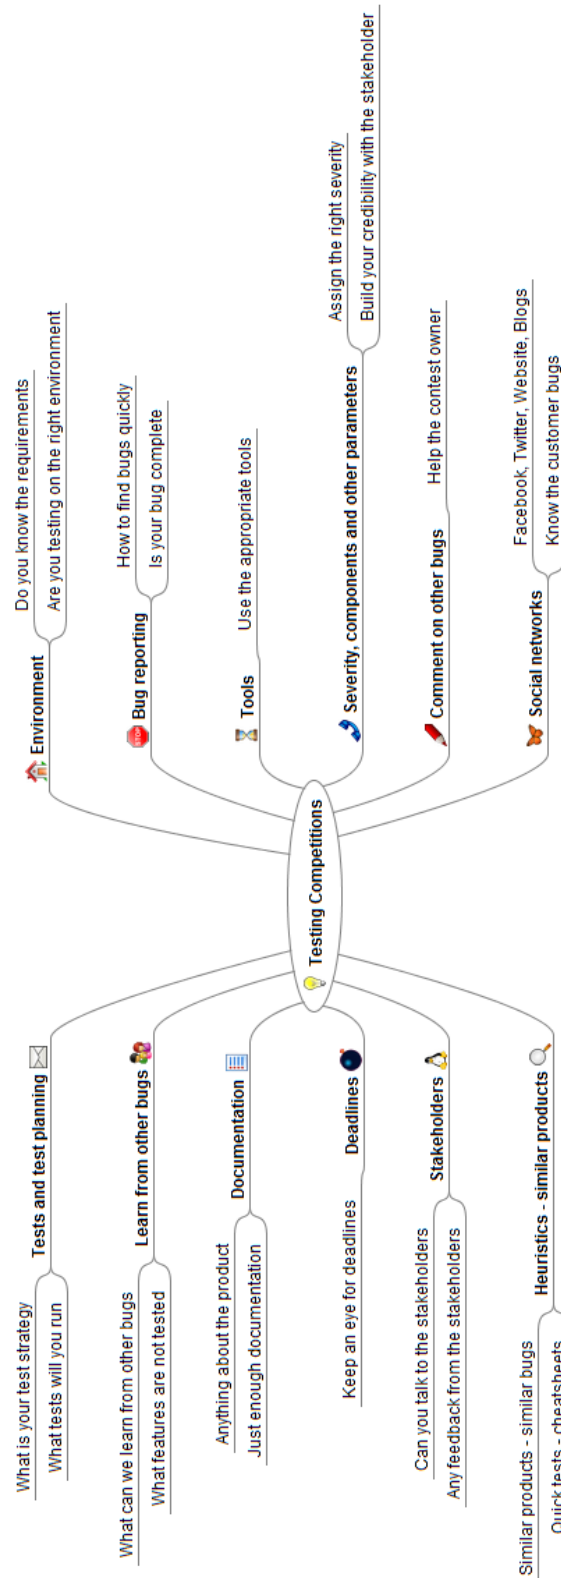 Testing Competitions
Tests and test planning
What is your test strategy
What tests will you run
Learn from other bugs
What can we learn from other bugs
What features are not tested
Documentation
Anything about the product
Just enough documentation
Deadlines
Keep an eye for deadlines
Stakeholders
Can you talk to the stakeholders
Any feedback from the stakeholders
Heuristics - similar products
Similar products - similar bugs
Quick tests - cheatsheets
Environment
Do you know the requirements
Are you testing on the right environment
STOP
Bug reporting
How to find bugs quickly
Is your bug complete
Tools
Use the appropriate tools
Severity, components and other parameters
Assign the right severity
Build your credibility with the stakeholder
Comment on other bugs
Help the contest owner
Social networks
Facebook, Twitter, Website, Blogs
Know the customer bugs